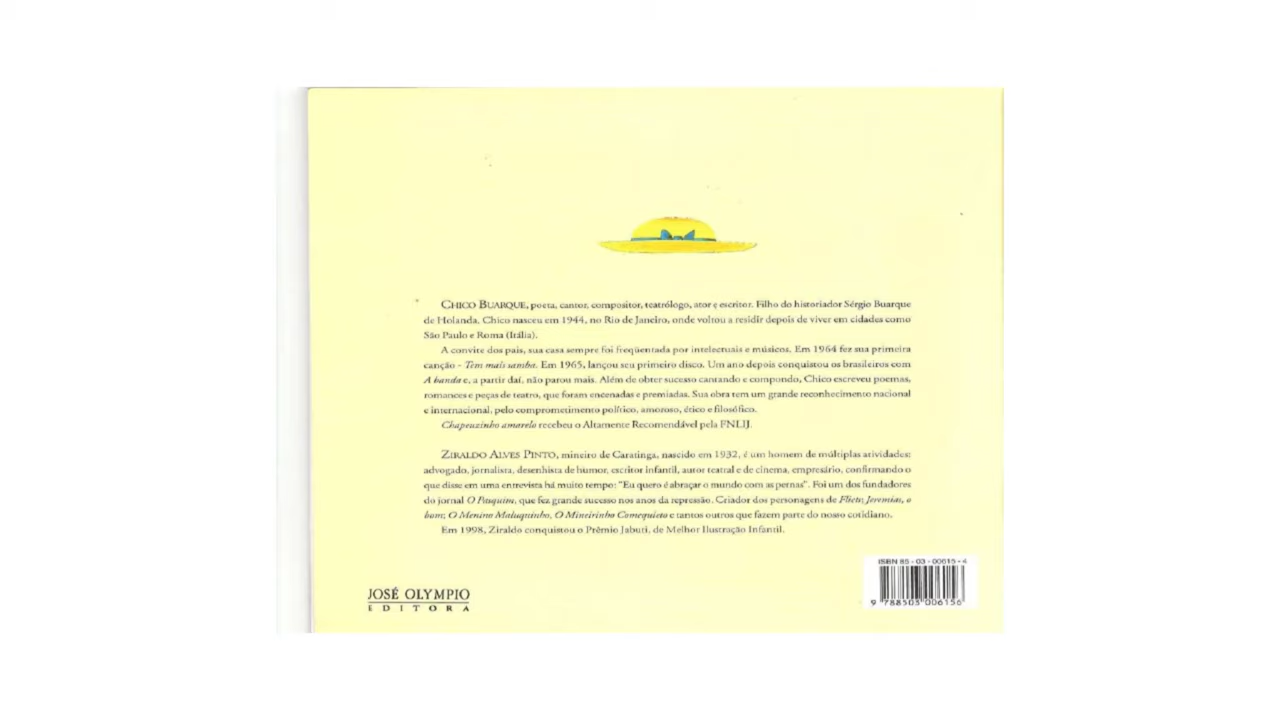 CHICO BUARQUE, poeta, cantor, compositor, teatrólogo, ator e escritor. Filho do historiador Sérgio Buarque
de Holanda, Chico nasceu em 1944, no Rio de Janeiro, onde voltou a residir depois de viver em cidades como
São Paulo e Roma (Itália).
A convite dos pais, sua casa sempre foi freqüentada por intelectuais e músicos. Em 1964 fez sua primeira
canção - Tem mais samba. Em 1965, lançou seu primeiro disco. Um ano depois conquistou os brasileiros com
A banda e, a partir daí, não parou mais. Além de obter sucesso cantando e compondo, Chico escreveu poemas,
romances e peças de teatro, que foram encenadas e premiadas. Sua obra tem um grande reconhecimento nacional
e internacional, pelo comprometimento político, amoroso, ético e filosófico.
Chapeuzinho amarelo recebeu o Altamente Recomendável pela FNLIJ.
ZIRALDO ALVES PINTO, mineiro de Caratinga, nascido em 1932, é um homem de múltiplas atividades:
advogado, jornalista, desenhista de humor, escritor infantil, autor teatral e de cinema, empresário, confirmando o
que disse em uma entrevista há muito tempo: "Eu quero é abraçar o mundo com as pernas". Foi um dos fundadores
do jornal O Pasquim, que fez grande sucesso nos anos da repressão. Criador dos personagens de Flicts, Jeremias, o
bom, O Menino Maluquinho, O Mineirinho Comequieto e tantos outros que fazem parte do nosso cotidiano.
Em 1998, Ziraldo conquistou o Prêmio Jabuti, de Melhor Ilustração Infantil.
ISBN 85-03-00615-4
9 788503 006156
JOSÉ OLYMPIO
EDITORA